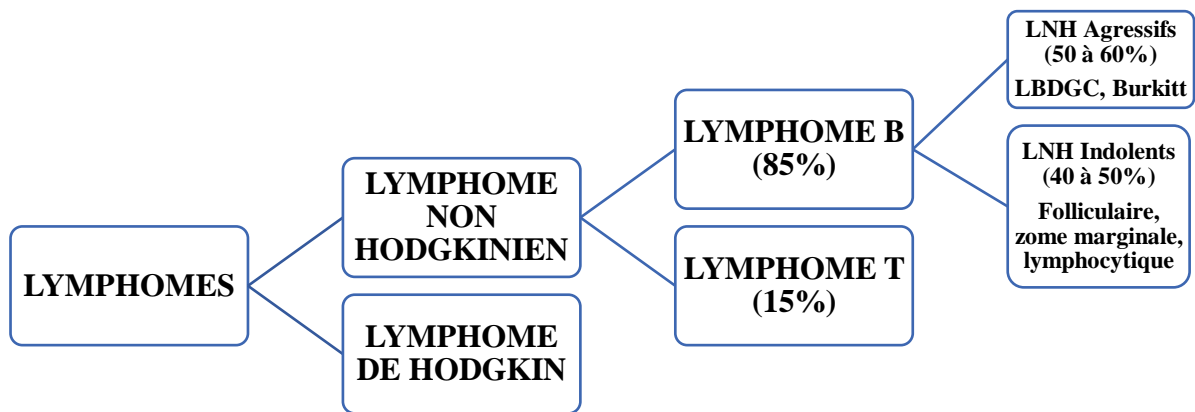 LYMPHOMES
LYMPHOME
NON
HODGKINIEN
LYMPHOME
DE HODGKIN
LYMPHOME B
(85%)
LYMPHOME T
(15%)
LNH Agressifs
(50 à 60%)
LBDGC, Burkitt
LNH Indolents
(40 à 50%)
Folliculaire,
zome marginale,
lymphocytique